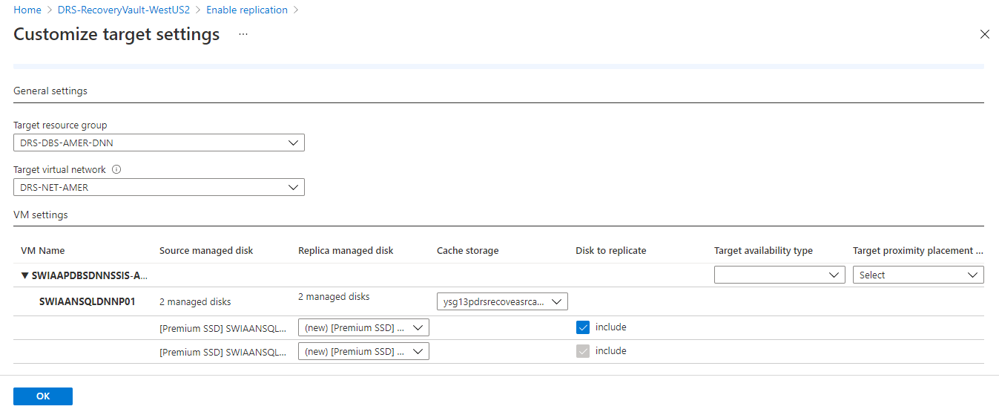 Home > DRS-RecoveryVault-WestUS2 > Enable replication >
Customize target settings ...
General settings
Target resource group
DRS-DBS-AMER-DNN
Target virtual network
DRS-NET-AMER
VM settings
VM Name Source managed disk Replica managed disk Cache storage Disk to replicate Target availability type Target proximity placement ...
SWIAAPDBSDNNSSIS-A... Select
SWIAANSQLDNNP01 2 managed disks 2 managed disks ysg13pdrsrecoveasrca...
[Premium SSD] SWIAANSQL... (new) [Premium SSD] ... include
[Premium SSD] SWIAANSQL... (new) [Premium SSD] ... include
OK